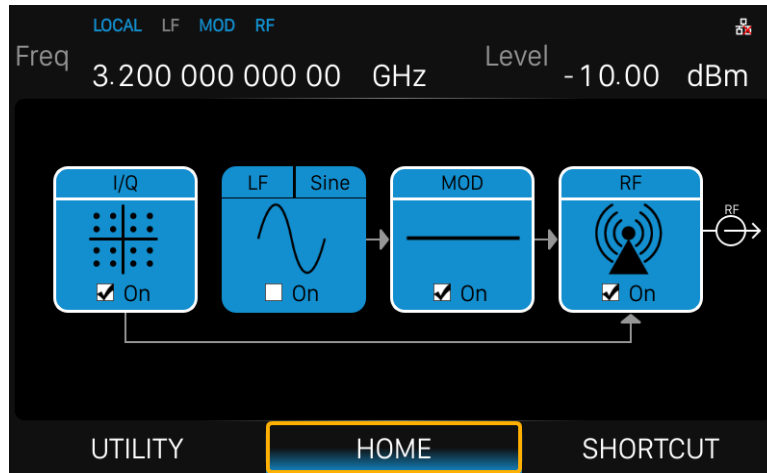 LOCAL LF MOD RF
Freq 3.200 000 000 00 GHz Level -10.00 dBm
I/Q LF Sine MOD RF
RF
On On On On
UTILITY HOME SHORTCUT